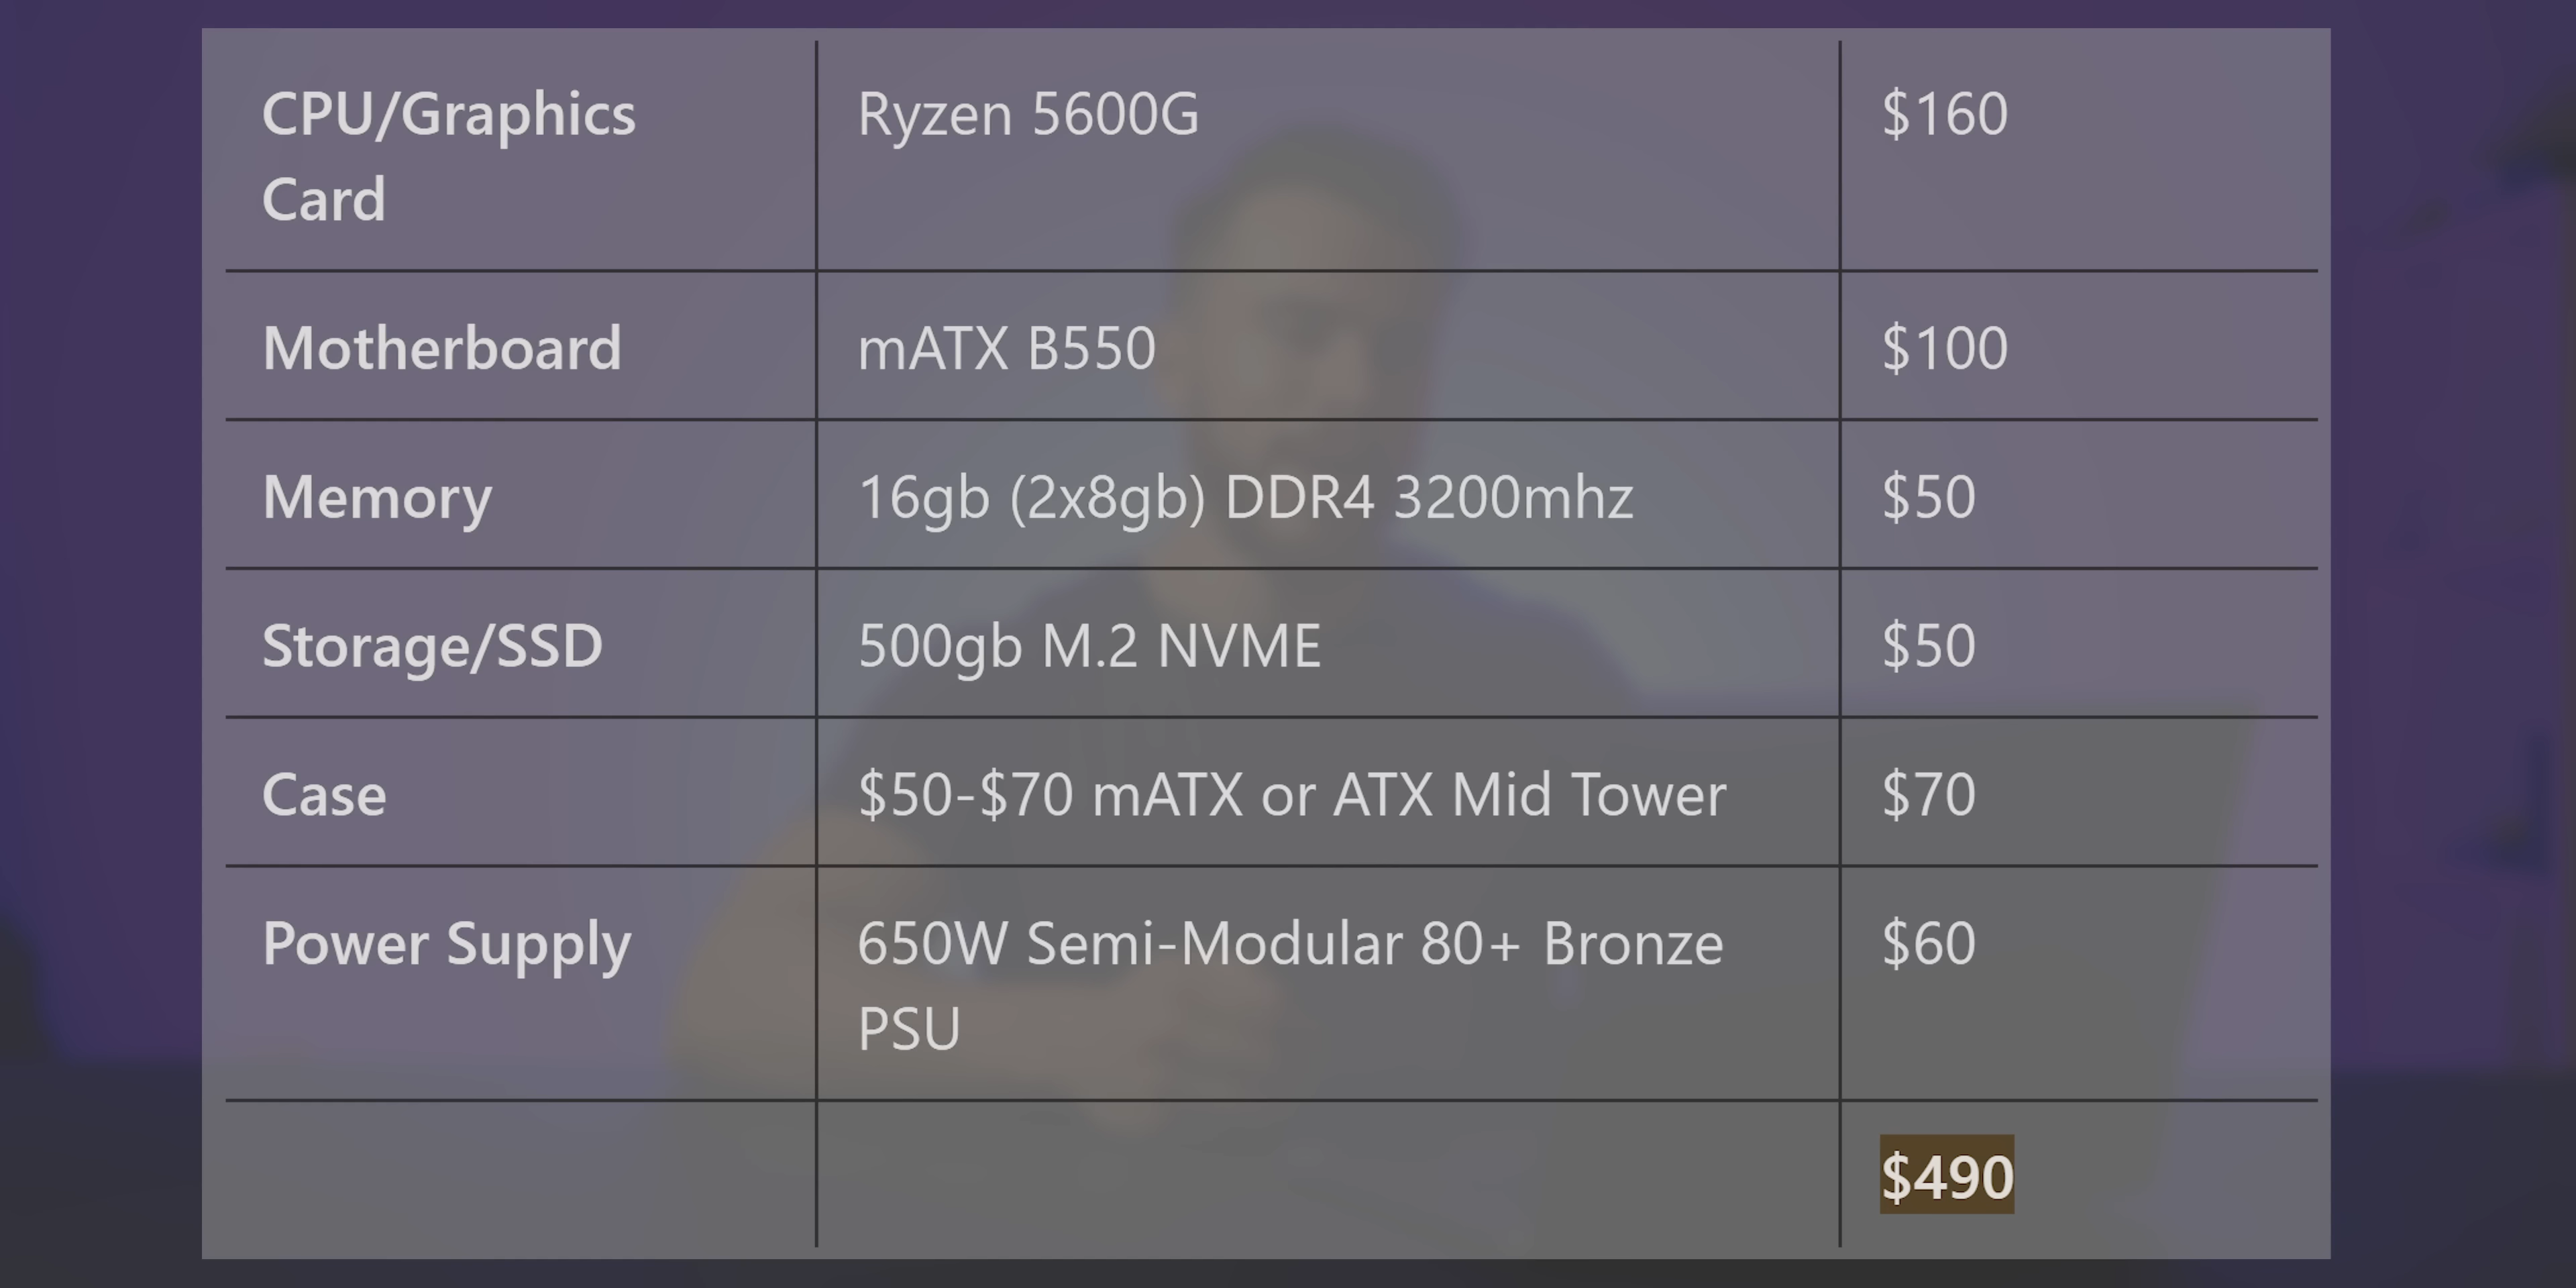 CPU/Graphics Card
Ryzen 5600G
$160
Motherboard
mATX B550
$100
Memory
16gb (2x8gb) DDR4 3200mhz
$50
Storage/SSD
500gb M.2 NVME
$50
Case
$50-$70 mATX or ATX Mid Tower
$70
Power Supply
650W Semi-Modular 80+ Bronze
PSU
$60
$490